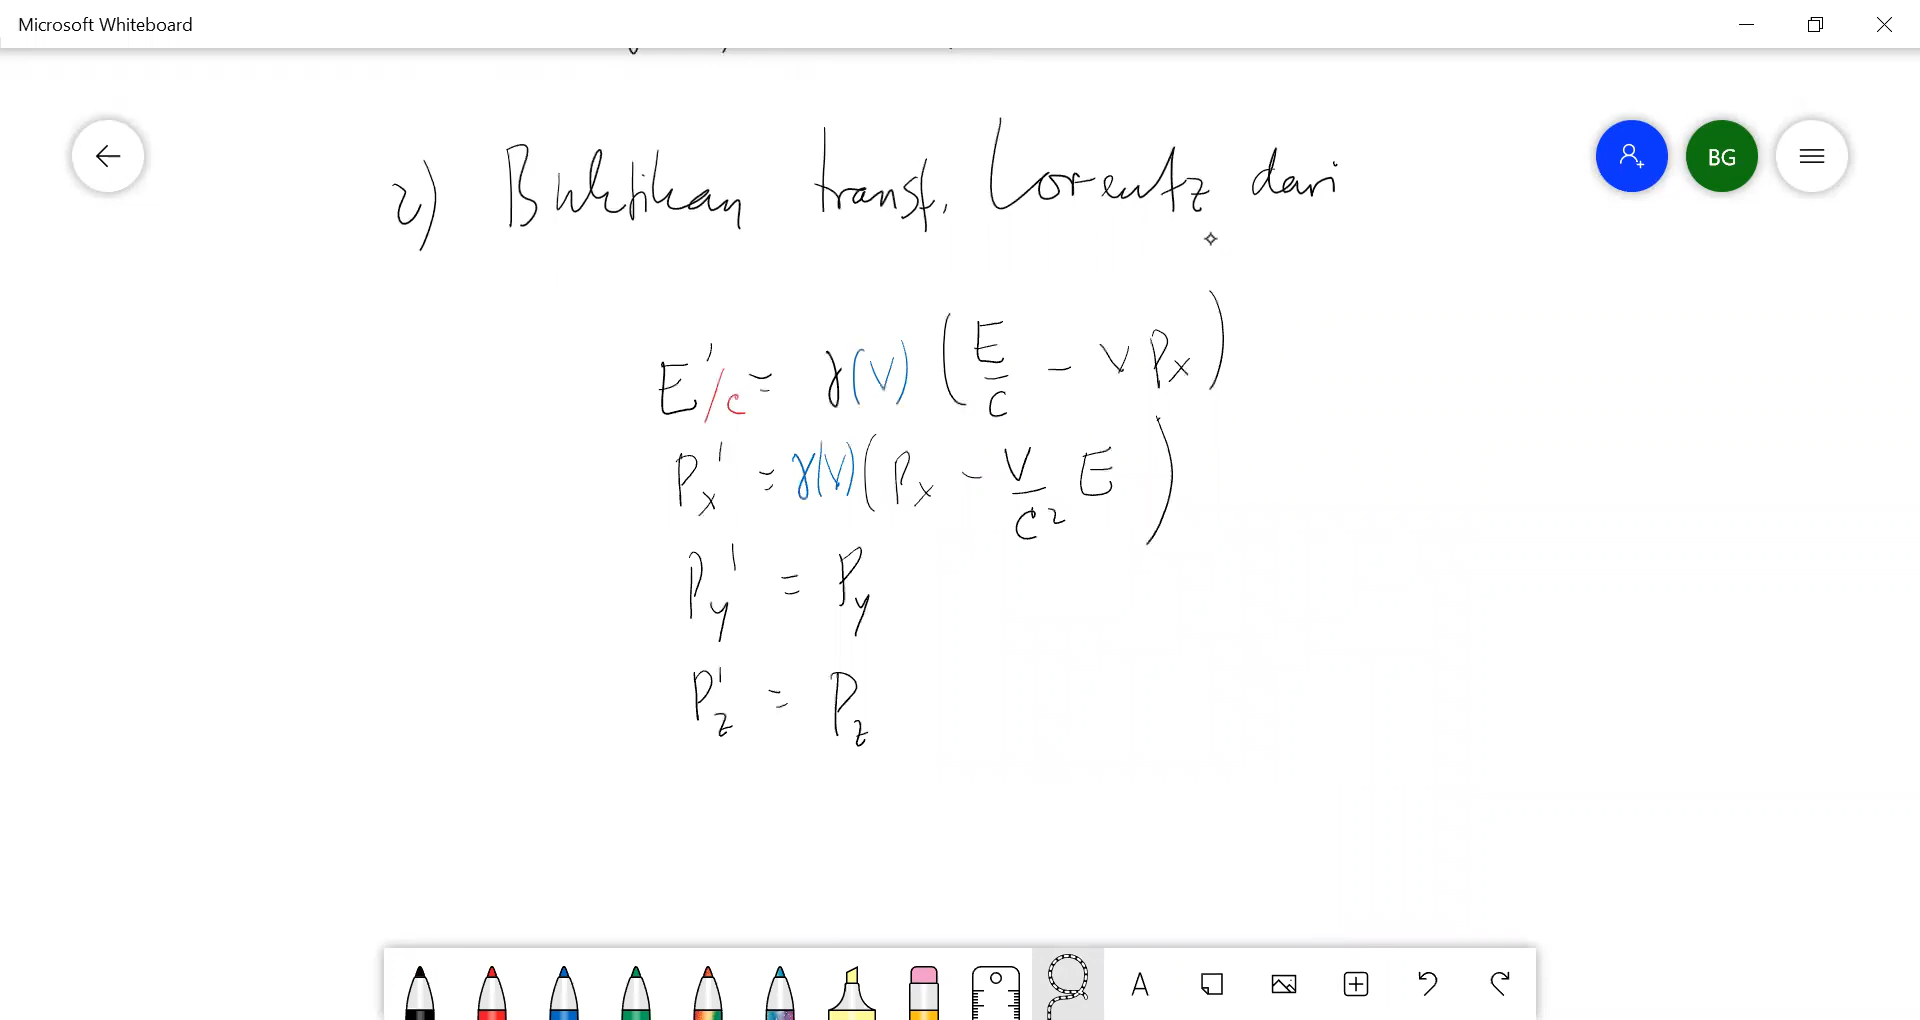 Microsoft Whiteboard
BG
2) Buktikan transf. Lorentz dari
E'/c = γ(V) (E/c - V Px)
Px' = γ(V) (Px - V/c² E)
Py' = Py
Pz' = Pz
A